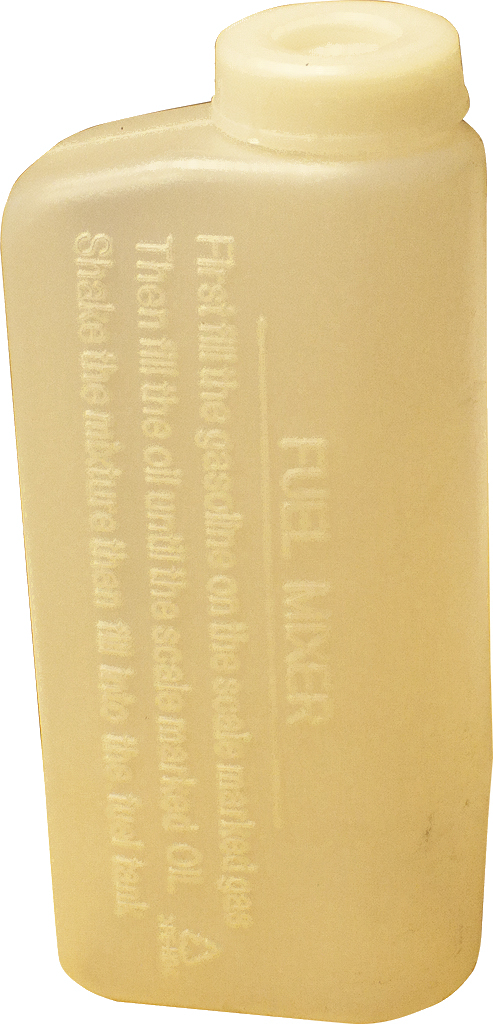 FUEL MIXER
First fill the gasoline on the scale marked gas
Then fill the oil until the scale marked OIL
Shake the mixture then fill into the fuel tank